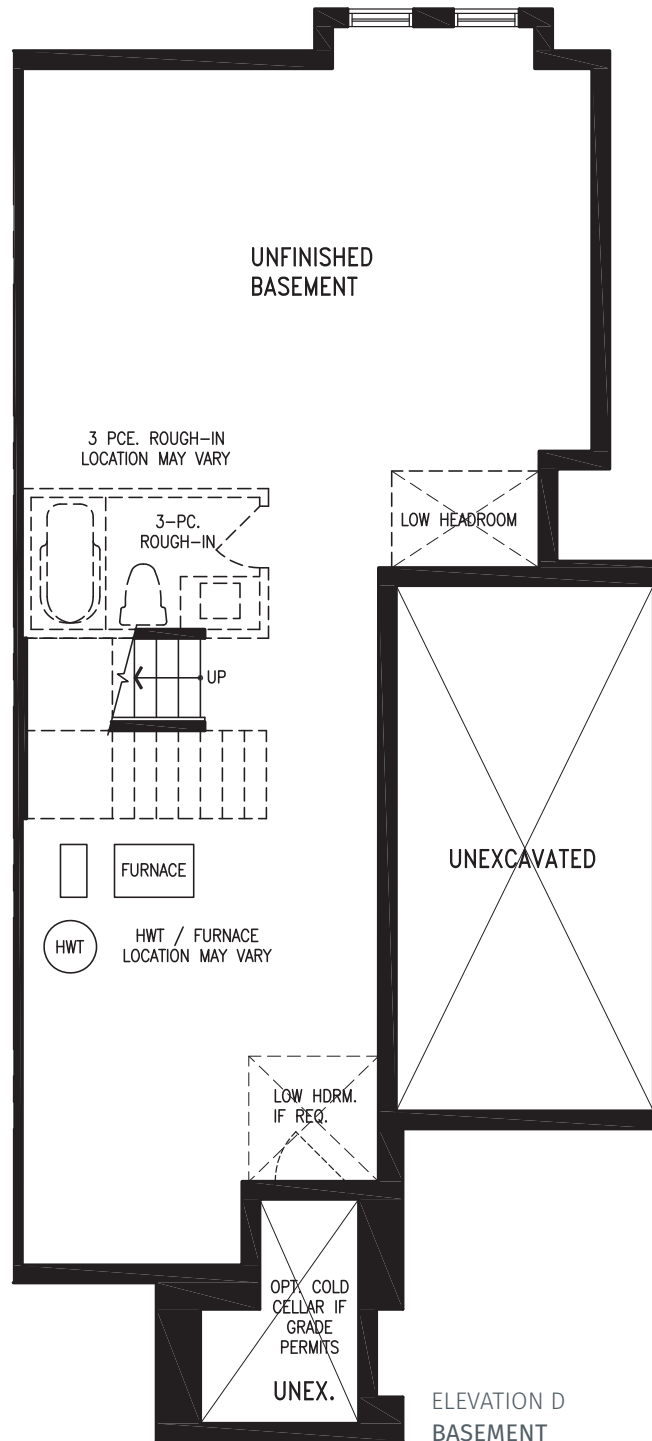 UNFINISHED
BASEMENT
3 PCE. ROUGH-IN
LOCATION MAY VARY
3-PC.
ROUGH-IN
LOW HEADROOM
UP
UNEXCAVATED
FURNACE
HWT
HWT / FURNACE
LOCATION MAY VARY
LOW HDRM.
IF REQ.
OPT. COLD
CELLAR IF
GRADE
PERMITS
UNEX.
ELEVATION D
BASEMENT